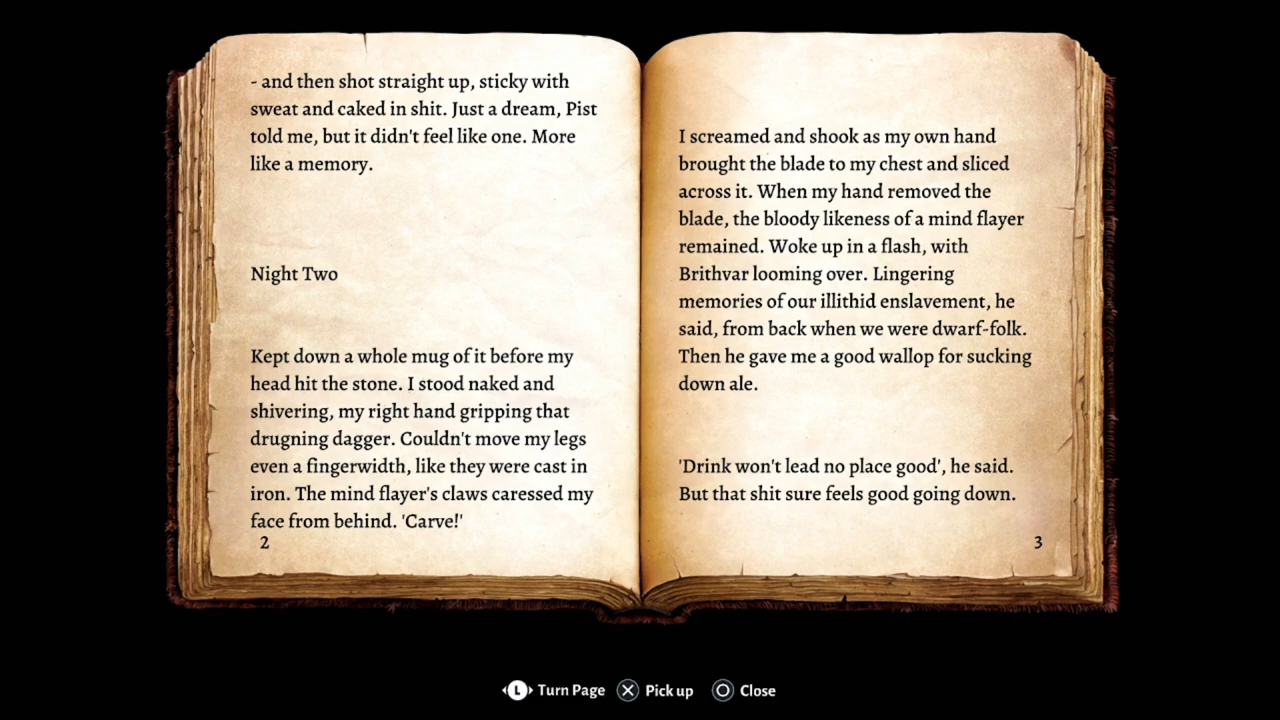 - and then shot straight up, sticky with
sweat and caked in shit. Just a dream, Pist
told me, but it didn't feel like one. More
like a memory.
Night Two
Kept down a whole mug of it before my
head hit the stone. I stood naked and
shivering, my right hand gripping that
drugning dagger. Couldn't move my legs
even a fingerwidth, like they were cast in
iron. The mind flayer's claws caressed my
face from behind. 'Carve!'
2
I screamed and shook as my own hand
brought the blade to my chest and sliced
across it. When my hand removed the
blade, the bloody likeness of a mind flayer
remained. Woke up in a flash, with
Brithvar looming over. Lingering
memories of our illithid enslavement, he
said, from back when we were dwarf-folk.
Then he gave me a good wallop for sucking
down ale.
'Drink won't lead no place good', he said.
But that shit sure feels good going down.
3
L Turn Page Pick up Close